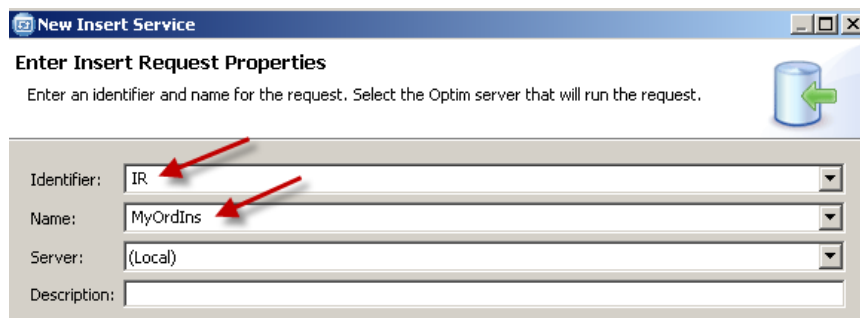 New Insert Service
Enter Insert Request Properties
Enter an identifier and name for the request. Select the Optim server that will run the request.
Identifier: IR
Name: MyOrdIns
Server: (Local)
Description: